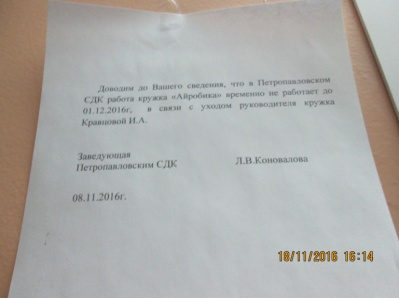 Доводим до Вашего сведения, что в Петропавловском
СДК работа кружка «Айробика» временно не работает до
01.12.2016г, в связи с уходом руководителя кружка
Кравцовой И.А.
Заведующая
Петропавловским СДК Л.В.Коновалова
08.11.2016г.
18/11/2016 16:14